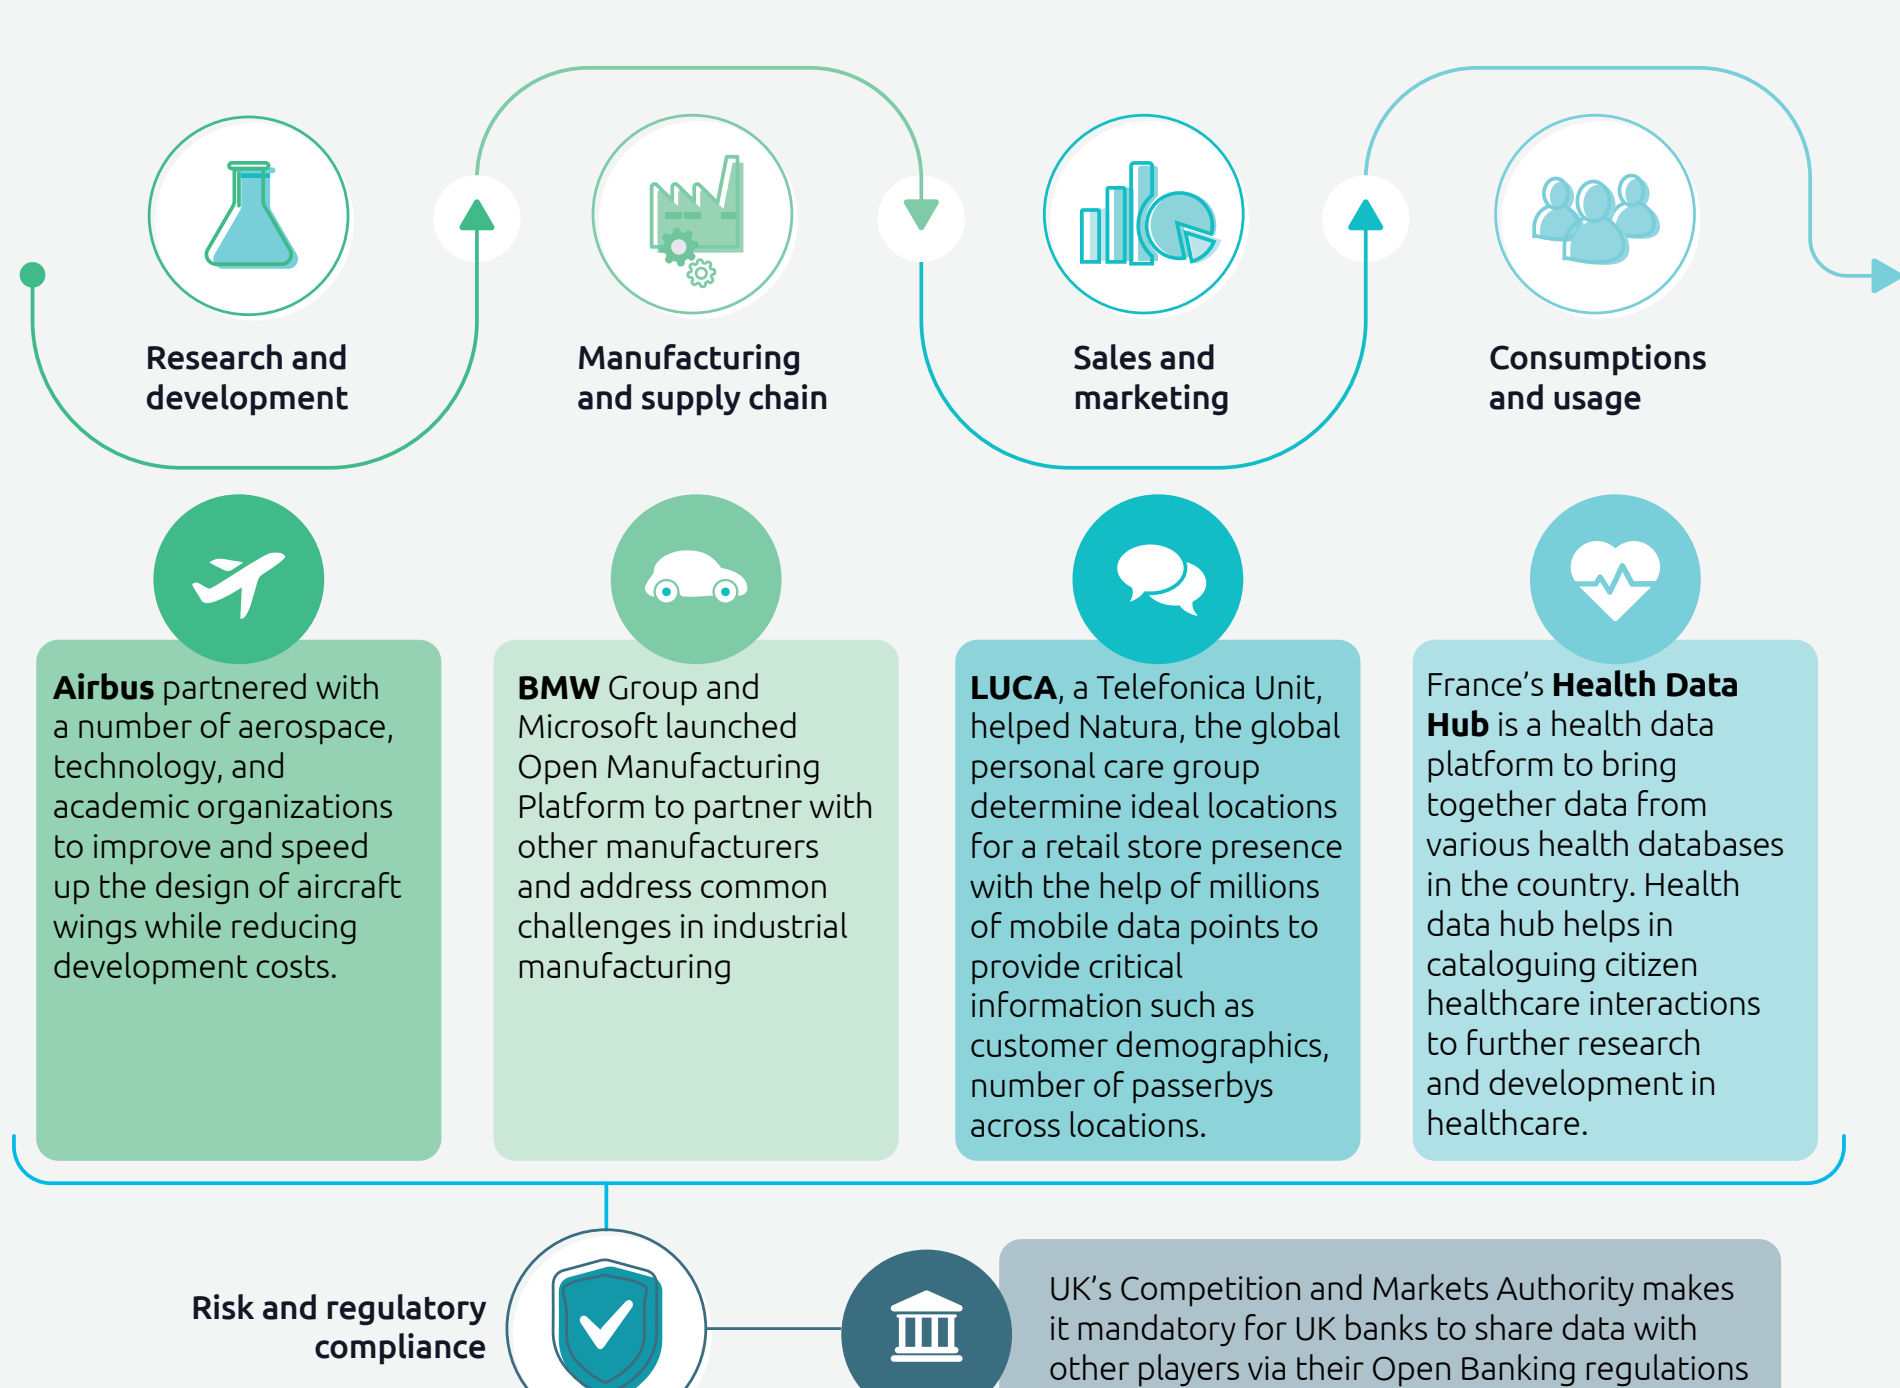 Research and
development
Manufacturing
and supply chain
Sales and
marketing
Consumptions
and usage
Airbus partnered with
a number of aerospace,
technology, and
academic organizations
to improve and speed
up the design of aircraft
wings while reducing
development costs.
BMW Group and
Microsoft launched
Open Manufacturing
Platform to partner with
other manufacturers
and address common
challenges in industrial
manufacturing
LUCA, a Telefonica Unit,
helped Natura, the global
personal care group
determine ideal locations
for a retail store presence
with the help of millions
of mobile data points to
provide critical
information such as
customer demographics,
number of passerbys
across locations.
France’s Health Data
Hub is a health data
platform to bring
together data from
various health databases
in the country. Health
data hub helps in
cataloguing citizen
healthcare interactions
to further research
and development in
healthcare.
Risk and regulatory
compliance
UK’s Competition and Markets Authority makes
it mandatory for UK banks to share data with
other players via their Open Banking regulations